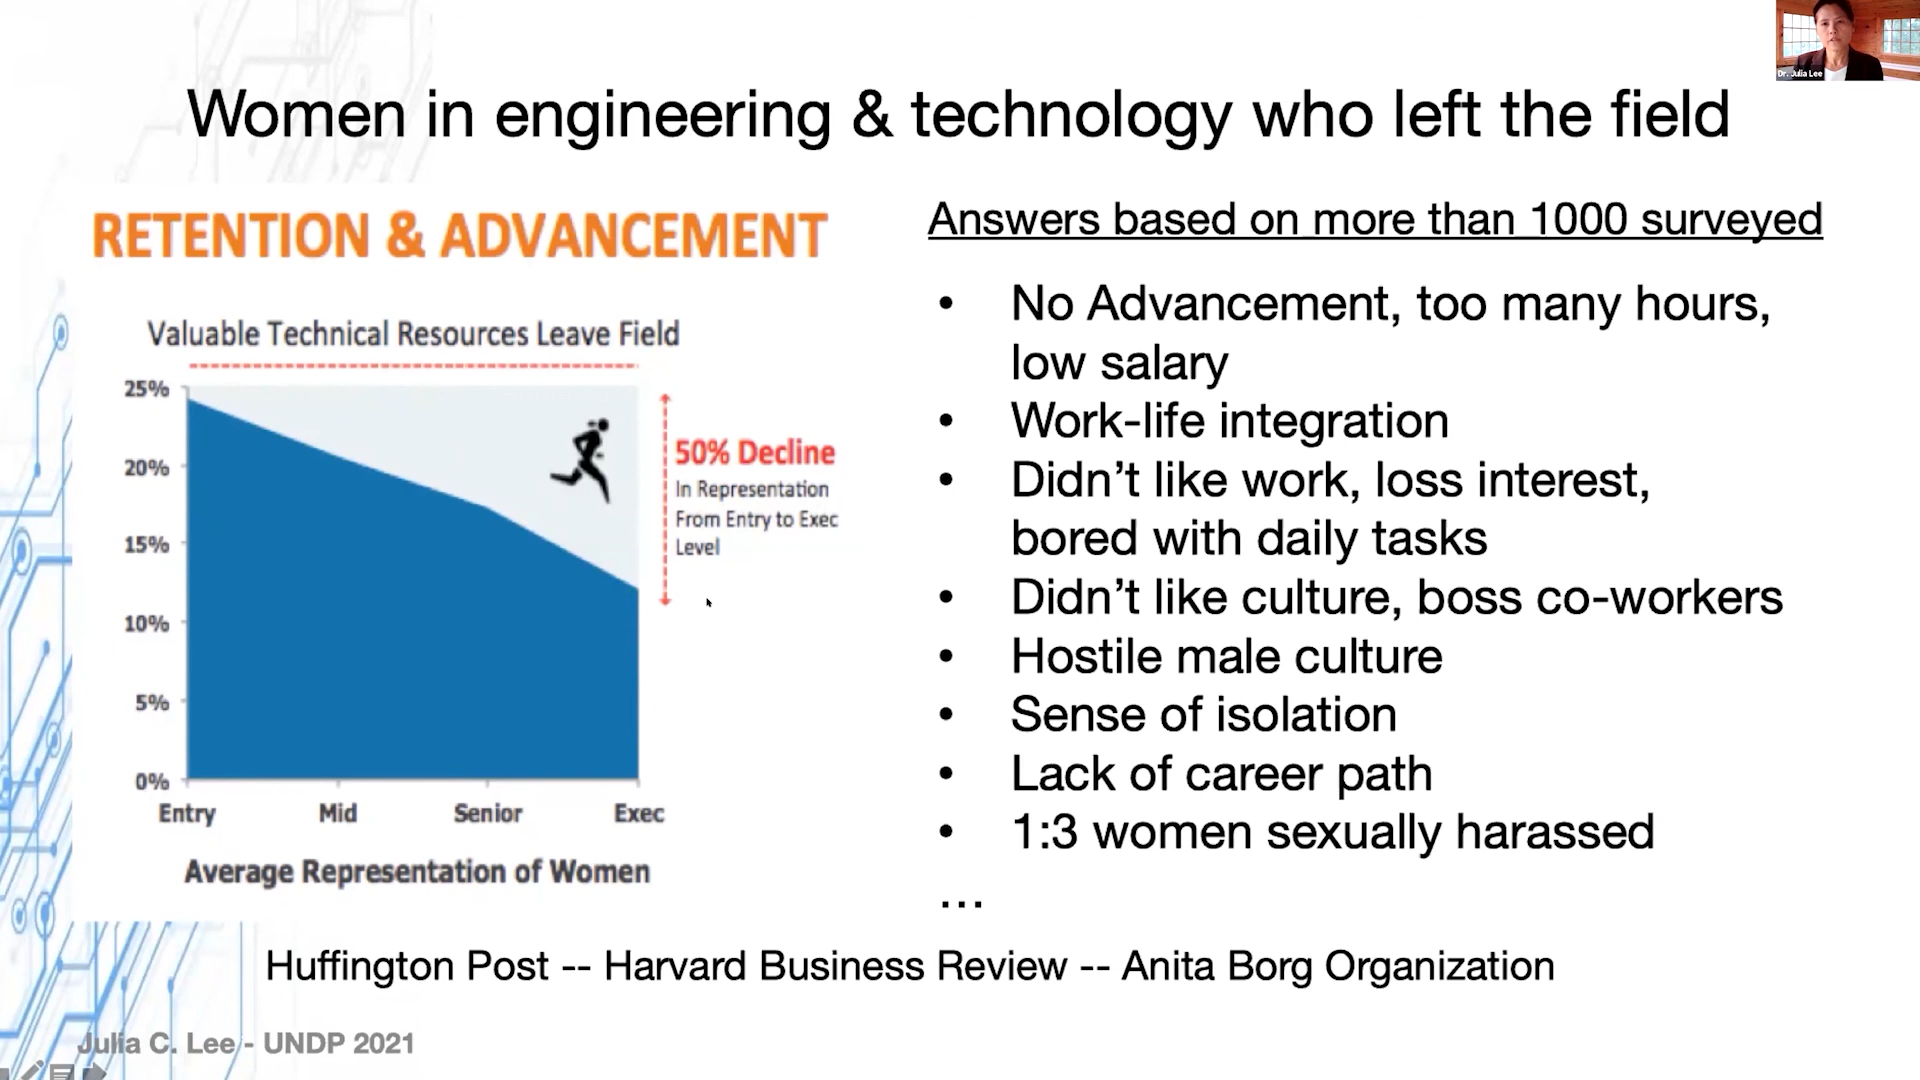 Dr. Julia Lee
Women in engineering & technology who left the field
RETENTION & ADVANCEMENT
Valuable Technical Resources Leave Field
25%
20%
15%
10%
5%
0%
Entry Mid Senior Exec
Average Representation of Women
50% Decline
In Representation
From Entry to Exec
Level
Answers based on more than 1000 surveyed
• No Advancement, too many hours,
low salary
• Work-life integration
• Didn't like work, loss interest,
bored with daily tasks
• Didn't like culture, boss co-workers
• Hostile male culture
• Sense of isolation
• Lack of career path
• 1:3 women sexually harassed
...
Huffington Post -- Harvard Business Review -- Anita Borg Organization
Julia C. Lee - UNDP 2021